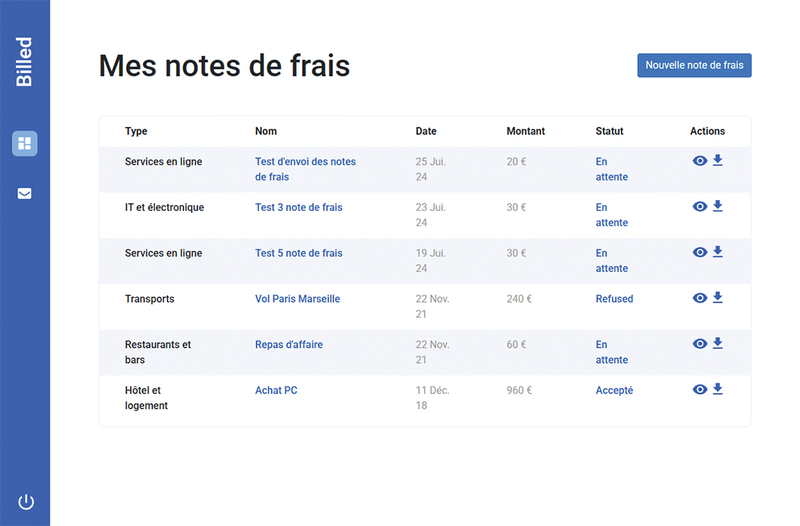 Billed
Mes notes de frais
Nouvelle note de frais
Type Nom Date Montant Statut Actions
Services en ligne Test d'envoi des notes 25 Jui. 20 € En
de frais 24 attente
IT et électronique Test 3 note de frais 23 Jui. 30 € En
24 attente
Services en ligne Test 5 note de frais 19 Jui. 30 € En
24 attente
Transports Vol Paris Marseille 22 Nov. 240 € Refused
21
Restaurants et Repas d'affaire 22 Nov. 60 € En
bars 21 attente
Hôtel et Achat PC 11 Déc. 960 € Accepté
logement 18